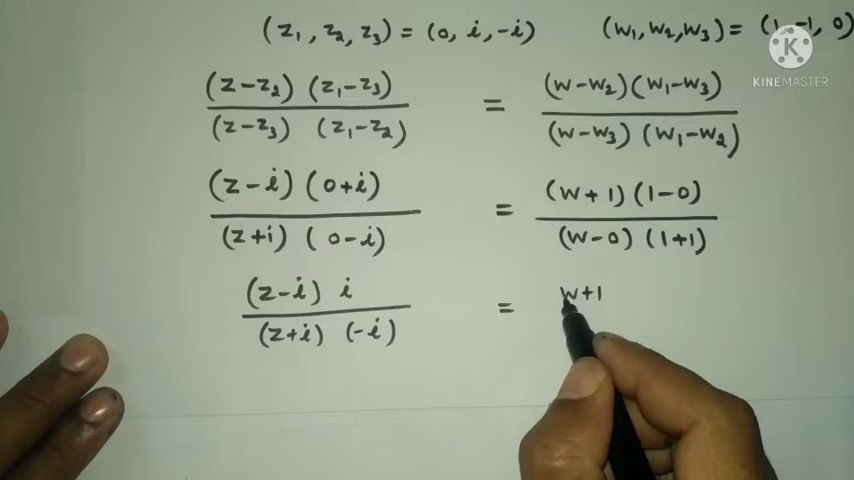 (z₁, z₂, z₃) = (0, i, -i) (w₁, w₂, w₃) = (1, -1, 0)
KINEMASTER
(z-z₂) (z₁-z₃) / (z-z₃) (z₁-z₂) = (w-w₂)(w₁-w₃) / (w-w₃)(w₁-w₂)
(z-i) (0+i) / (z+i) (0-i) = (w+1)(1-0) / (w-0)(1+1)
(z-i) i / (z+i) (-i) = w+1